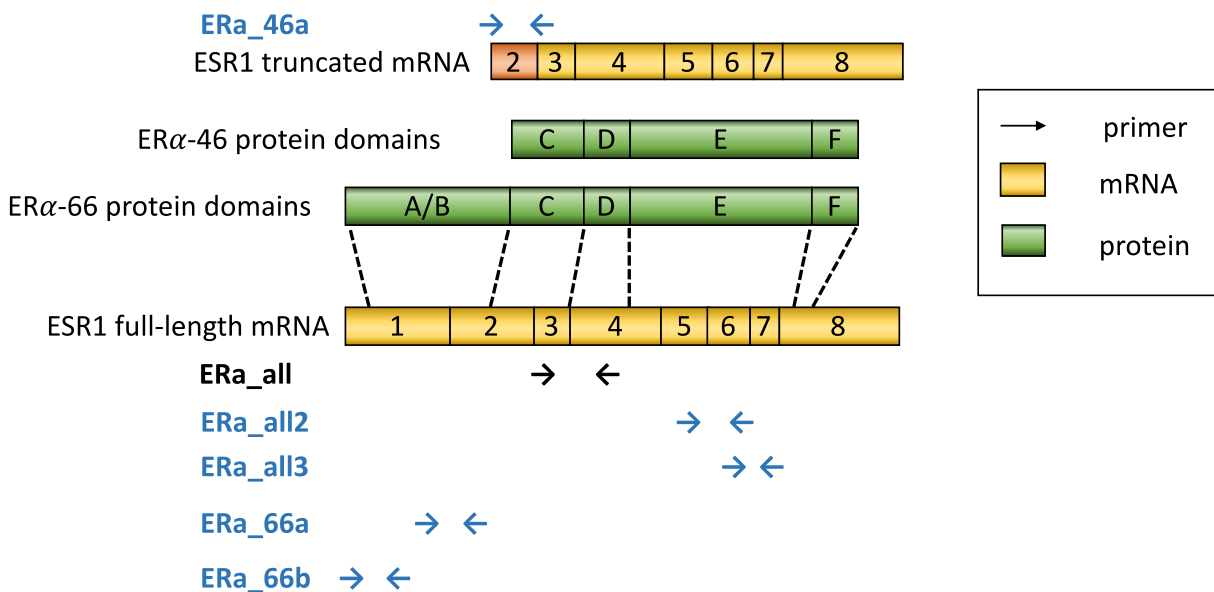 ERa_46a
ESR1 truncated mRNA 2 3 4 5 6 7 8
ERα-46 protein domains C D E F
ERα-66 protein domains A/B C D E F
ESR1 full-length mRNA 1 2 3 4 5 6 7 8
ERa_all
ERa_all2
ERa_all3
ERa_66a
ERa_66b
primer
mRNA
protein